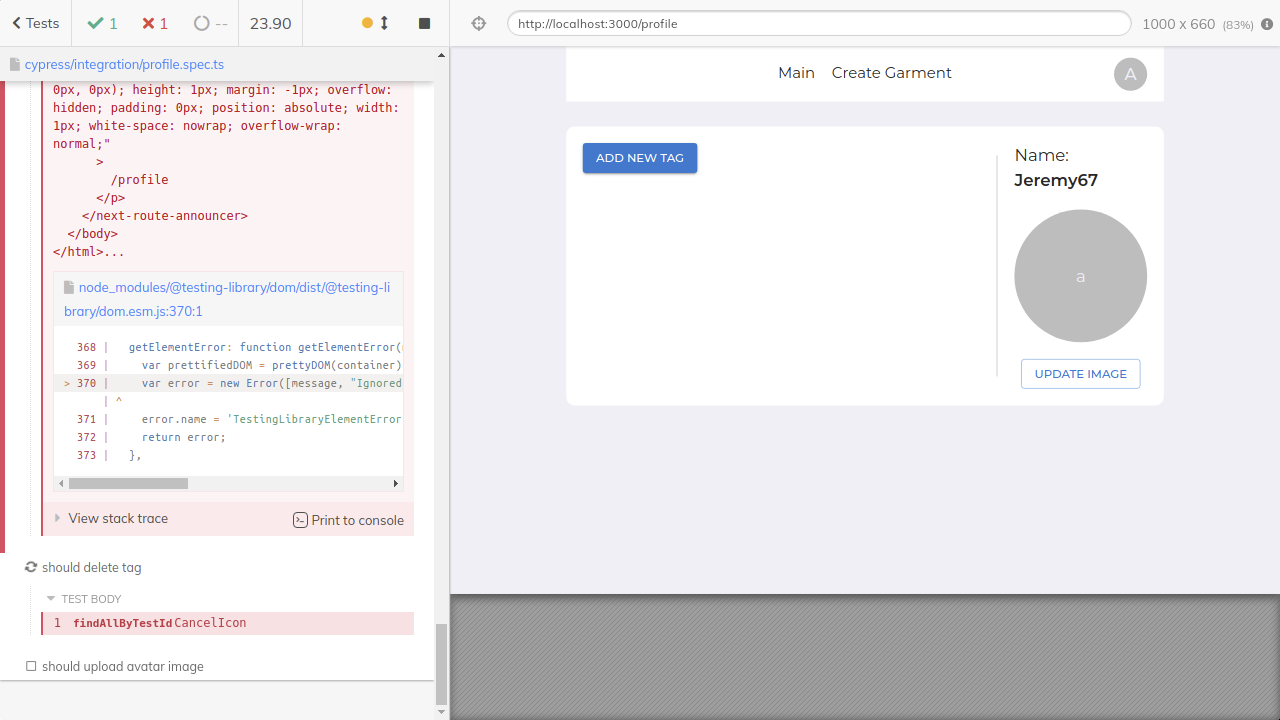 Tests
1
1
--
23.90
http://localhost:3000/profile
1000 x 660 (83%)
cypress/integration/profile.spec.ts
0px, 0px); height: 1px; margin: -1px; overflow:
hidden; padding: 0px; position: absolute; width:
1px; white-space: nowrap; overflow-wrap:
normal;"
>
/profile
</p>
</next-route-announcer>
</body>
</html>...
node_modules/@testing-library/dom/dist/@testing-li
brary/dom.esm.js:370:1
368 | getElementError: function getElementError(
369 | var prettifiedDOM = prettyDOM(container)
> 370 | var error = new Error([message, "Ignored
| ^
371 | error.name = 'TestingLibraryElementError
372 | return error;
373 | },
View stack trace
Print to console
should delete tag
TEST BODY
1 findAllByTestId CancelIcon
should upload avatar image
Main
Create Garment
A
ADD NEW TAG
Name:
Jeremy67
a
UPDATE IMAGE